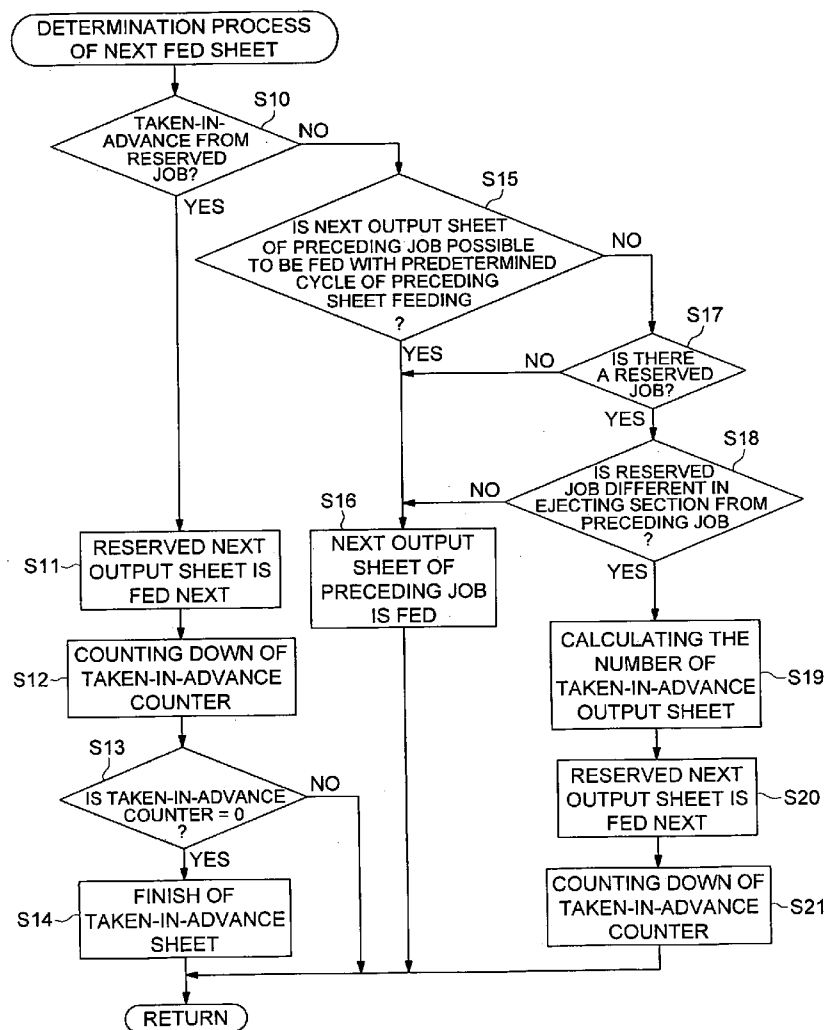 DETERMINATION PROCESS
OF NEXT FED SHEET
S10
TAKEN-IN-
ADVANCE FROM
RESERVED
JOB?
NO
YES
S15
IS NEXT OUTPUT SHEET
OF PRECEDING JOB POSSIBLE
TO BE FED WITH PREDETERMINED
CYCLE OF PRECEDING
SHEET FEEDING
?
NO
YES
S17
IS THERE
A RESERVED
JOB?
NO
YES
S18
IS RESERVED
JOB DIFFERENT IN
EJECTING SECTION FROM
PRECEDING JOB
?
NO
YES
S16
NEXT OUTPUT
SHEET OF
PRECEDING JOB
IS FED
S11
RESERVED NEXT
OUTPUT SHEET IS
FED NEXT
S12
COUNTING DOWN OF
TAKEN-IN-ADVANCE
COUNTER
S13
IS TAKEN-IN-ADVANCE
COUNTER = 0
?
NO
YES
S14
FINISH OF
TAKEN-IN-ADVANCE
SHEET
CALCULATING THE
NUMBER OF
TAKEN-IN-ADVANCE
OUTPUT SHEET
S19
RESERVED NEXT
OUTPUT SHEET IS
FED NEXT
S20
COUNTING DOWN OF
TAKEN-IN-ADVANCE
COUNTER
S21
RETURN